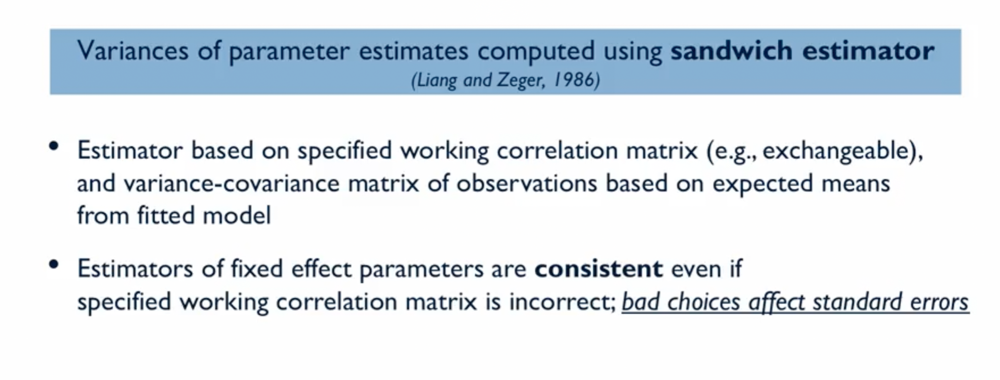 Variances of parameter estimates computed using sandwich estimator
(Liang and Zeger, 1986)
• Estimator based on specified working correlation matrix (e.g., exchangeable),
and variance-covariance matrix of observations based on expected means
from fitted model
• Estimators of fixed effect parameters are consistent even if
specified working correlation matrix is incorrect; bad choices affect standard errors